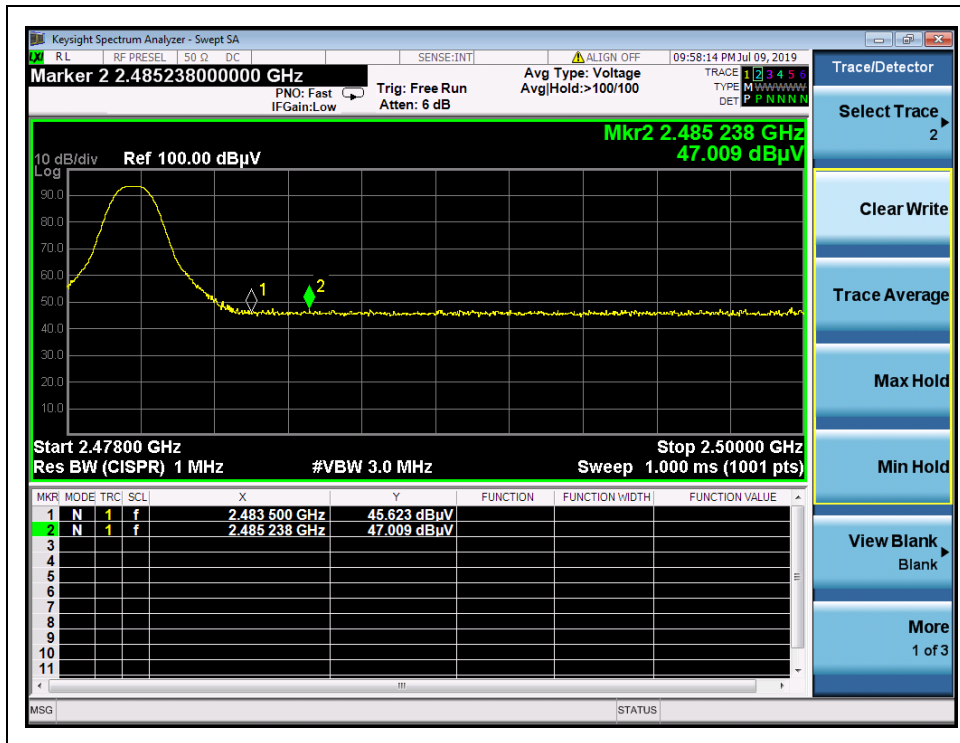 Keysight Spectrum Analyzer - Swept SA
LXI RL RF PRESEL 50 Ω DC SENSE:INT ALIGN OFF 09:58:14 PM Jul 09, 2019
Marker 2 2.485238000000 GHz
PNO: Fast
IFGain:Low
Trig: Free Run
Atten: 6 dB
Avg Type: Voltage
Avg|Hold:>100/100
TRACE 1 2 3 4 5 6
TYPE M W W W W W
DET P P N N N N
Mkr2 2.485 238 GHz
47.009 dBµV
10 dB/div Ref 100.00 dBµV
Log
90.0
80.0
70.0
60.0
50.0
40.0
30.0
20.0
10.0
1
2
Start 2.47800 GHz Stop 2.50000 GHz
Res BW (CISPR) 1 MHz #VBW 3.0 MHz Sweep 1.000 ms (1001 pts)
MKR MODE TRC SCL X Y FUNCTION FUNCTION WIDTH FUNCTION VALUE
1 N 1 f 2.483 500 GHz 45.623 dBµV
2 N 1 f 2.485 238 GHz 47.009 dBµV
3
4
5
6
7
8
9
10
11
MSG STATUS
Trace/Detector
Select Trace
2
Clear Write
Trace Average
Max Hold
Min Hold
View Blank
Blank
More
1 of 3